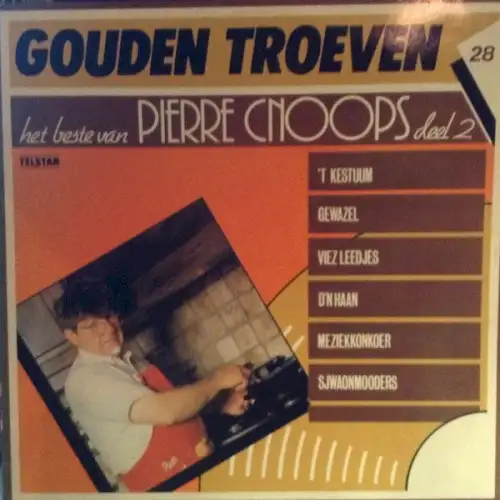 GOUDEN TROEVEN
28
het beste van PIERRE CNOOPS deel 2
TELSTAR
'T KESTUUM
GEWAZEL
VIEZ LEEDJES
D'N HAAN
MEZIEKKONKOER
SJWAONMOODERS